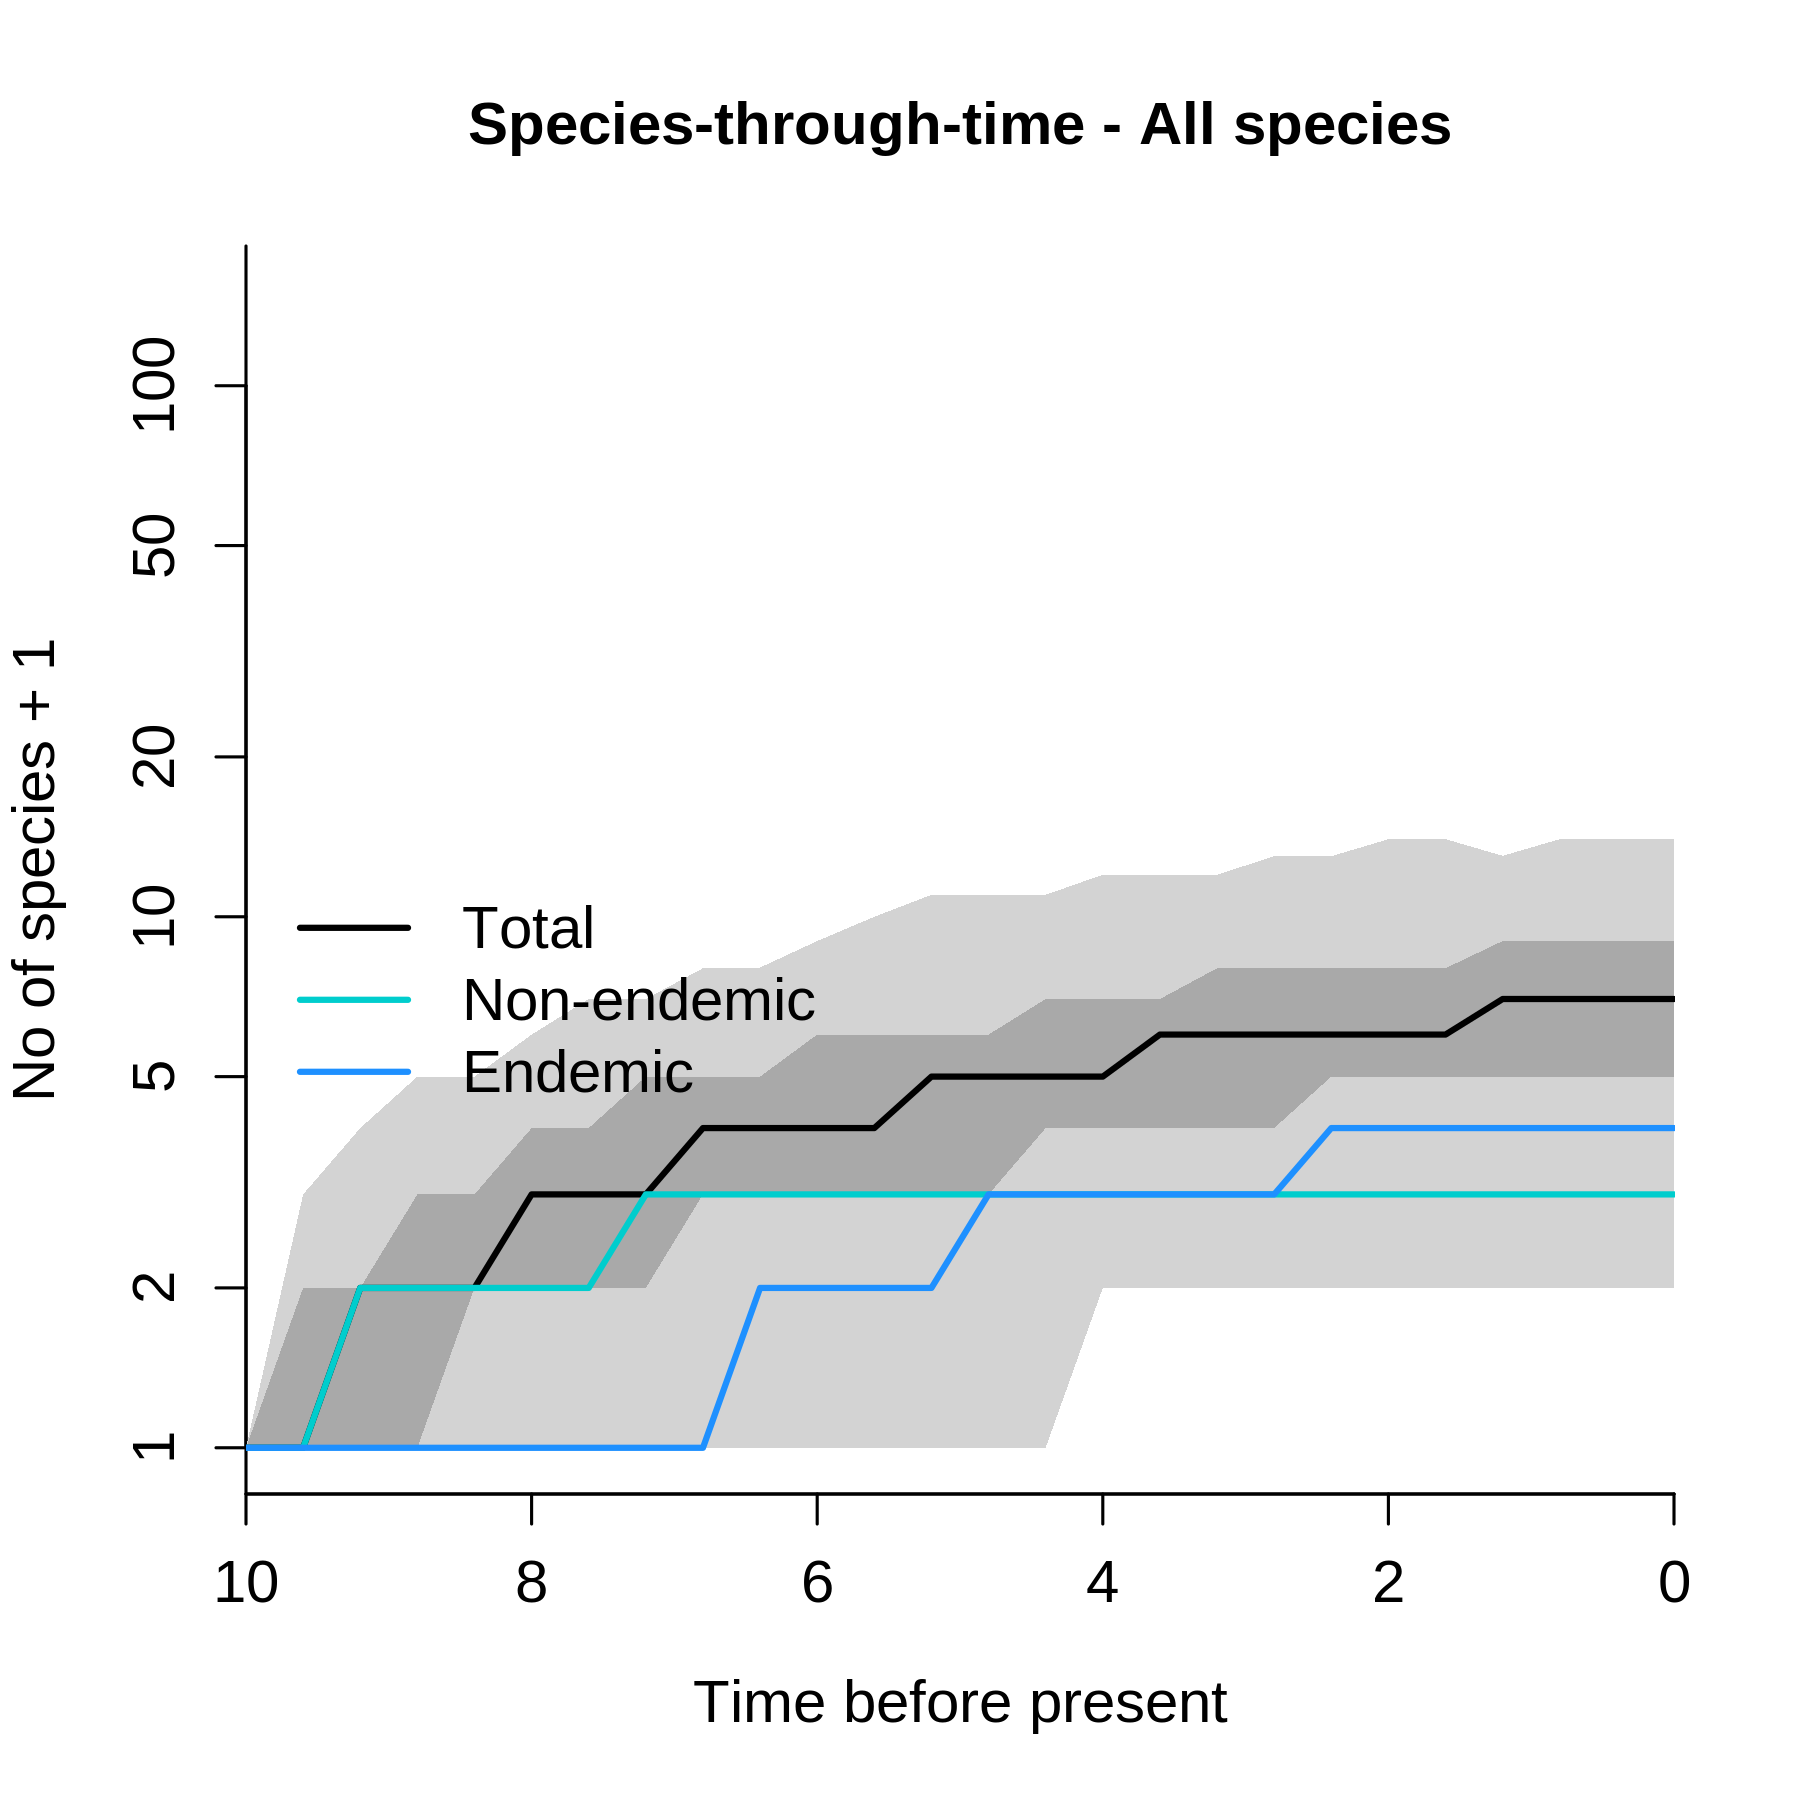 Species-through-time - All species
No of species + 1
100
50
20
10
5
2
1
Total
Non-endemic
Endemic
10 8 6 4 2 0
Time before present